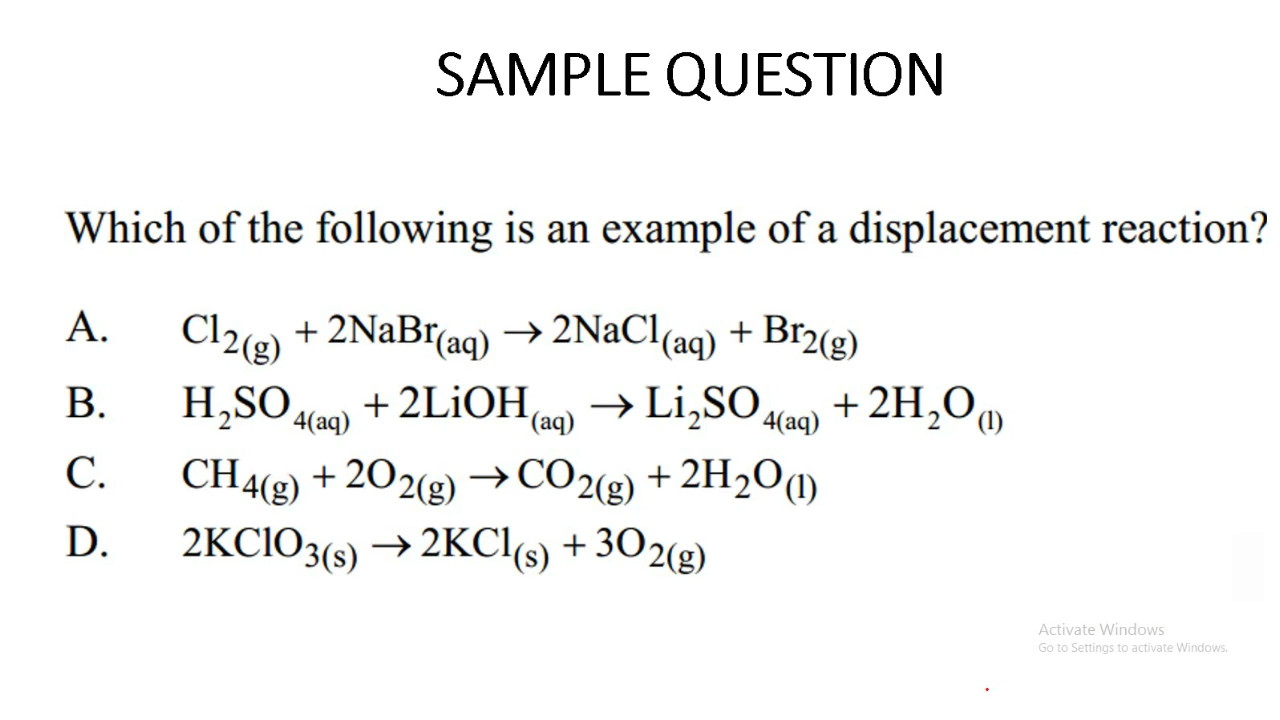 SAMPLE QUESTION
Which of the following is an example of a displacement reaction?
A. Cl₂(g) + 2NaBr(aq) → 2NaCl(aq) + Br₂(g)
B. H₂SO₄(aq) + 2LiOH(aq) → Li₂SO₄(aq) + 2H₂O(l)
C. CH₄(g) + 2O₂(g) → CO₂(g) + 2H₂O(l)
D. 2KClO₃(s) → 2KCl(s) + 3O₂(g)
Activate Windows
Go to Settings to activate Windows.